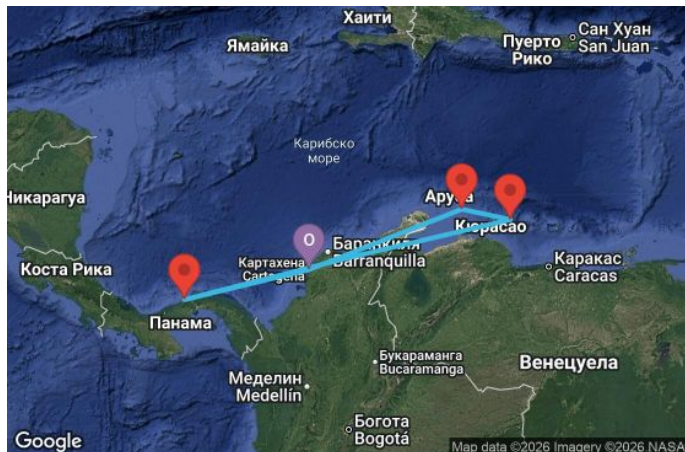 Хаити
Сан Хуан
San Juan
Ямайка
Пуерто
Рико
Карибско
море
Никарагуа
Аруба
Кюрасао
O
Баранкиля
Barranquilla
Картахена
Cartagena
Каракас
Caracas
Коста Рика
Панама
Букараманга
Bucaramanga
Венецуела
Меделин
Medellín
Богота
Bogotá
Google
Map data ©2026 Imagery ©2026 NASA